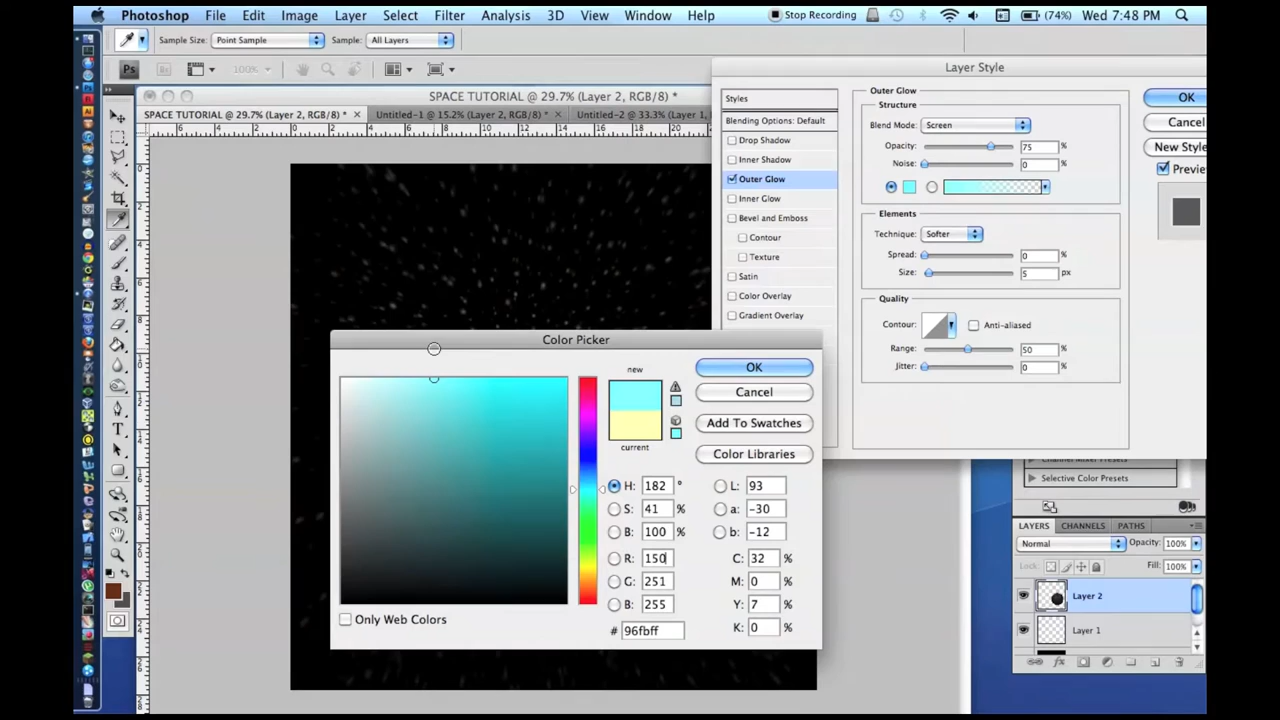 Photoshop File Edit Image Layer Select Filter Analysis 3D View Window Help Stop Recording (74%) Wed 7:48 PM
Sample Size: Point Sample Sample: All Layers
Ps Br 100%
SPACE TUTORIAL @ 29.7% (Layer 2, RGB/8) *
SPACE TUTORIAL @ 29.7% (Layer 2, RGB/8) * Untitled-1 @ 15.2% (Layer 2, RGB/8) * Untitled-2 @ 33.3% (Layer 1, RG
Layer Style
Styles
Blending Options: Default
Drop Shadow
Inner Shadow
Outer Glow
Inner Glow
Bevel and Emboss
Contour
Texture
Satin
Color Overlay
Gradient Overlay
Outer Glow
Structure
Blend Mode: Screen
Opacity: 75 %
Noise: 0 %
Elements
Technique: Softer
Spread: 0 %
Size: 5 px
Quality
Contour: Anti-aliased
Range: 50 %
Jitter: 0 %
OK
Cancel
New Style
Preview
Color Picker
new
current
OK
Cancel
Add To Swatches
Color Libraries
H: 182 ° L: 93
S: 41 % a: -30
B: 100 % b: -12
R: 150 C: 32 %
G: 251 M: 0 %
B: 255 Y: 7 %
# 96fbff K: 0 %
Only Web Colors
Selective Color Presets
LAYERS CHANNELS PATHS
Normal Opacity: 100%
Lock: Fill: 100%
Layer 2
Layer 1